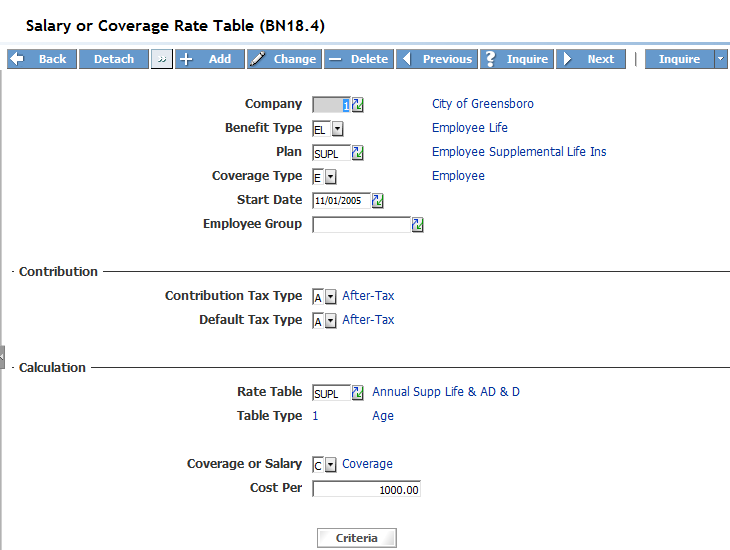 Salary or Coverage Rate Table (BN18.4)
Back Detach » Add Change Delete Previous Inquire Next | Inquire
Company 1 City of Greensboro
Benefit Type EL Employee Life
Plan SUPL Employee Supplemental Life Ins
Coverage Type E Employee
Start Date 11/01/2005
Employee Group
Contribution
Contribution Tax Type A After-Tax
Default Tax Type A After-Tax
Calculation
Rate Table SUPL Annual Supp Life & AD & D
Table Type 1 Age
Coverage or Salary C Coverage
Cost Per 1000.00
Criteria